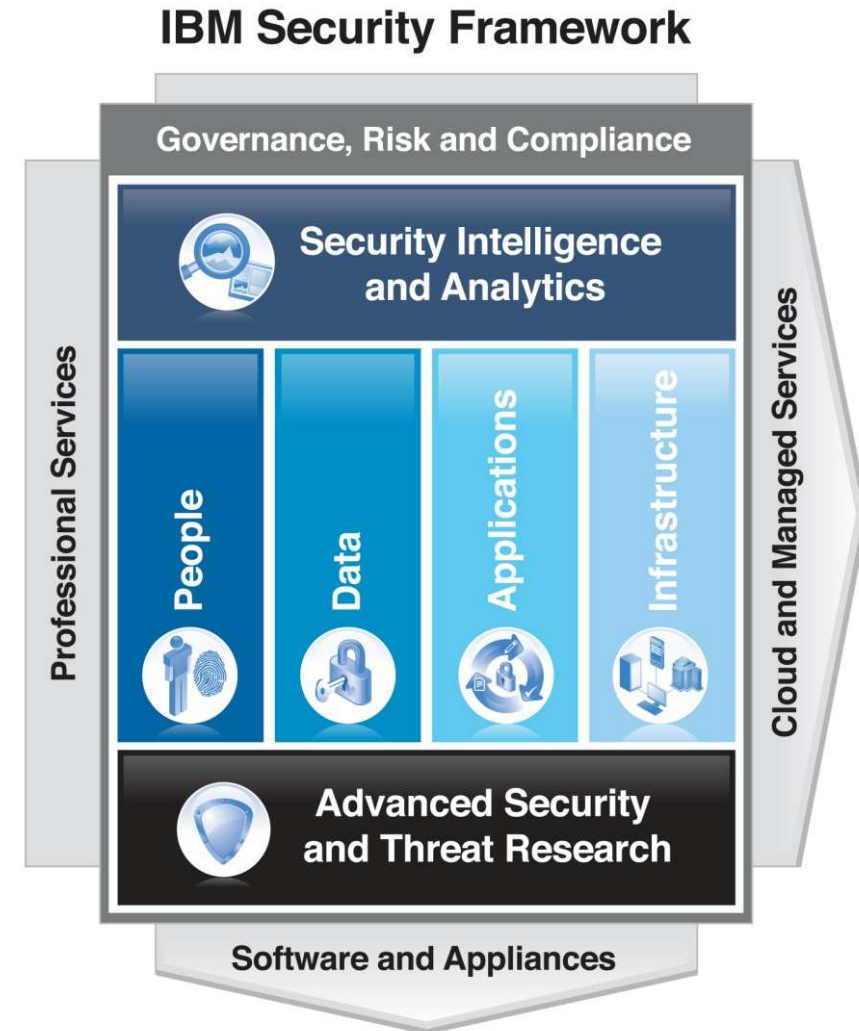 IBM Security Framework
Governance, Risk and Compliance
Security Intelligence
and Analytics
Professional Services
People
Data
Applications
Infrastructure
Cloud and Managed Services
Advanced Security
and Threat Research
Software and Appliances